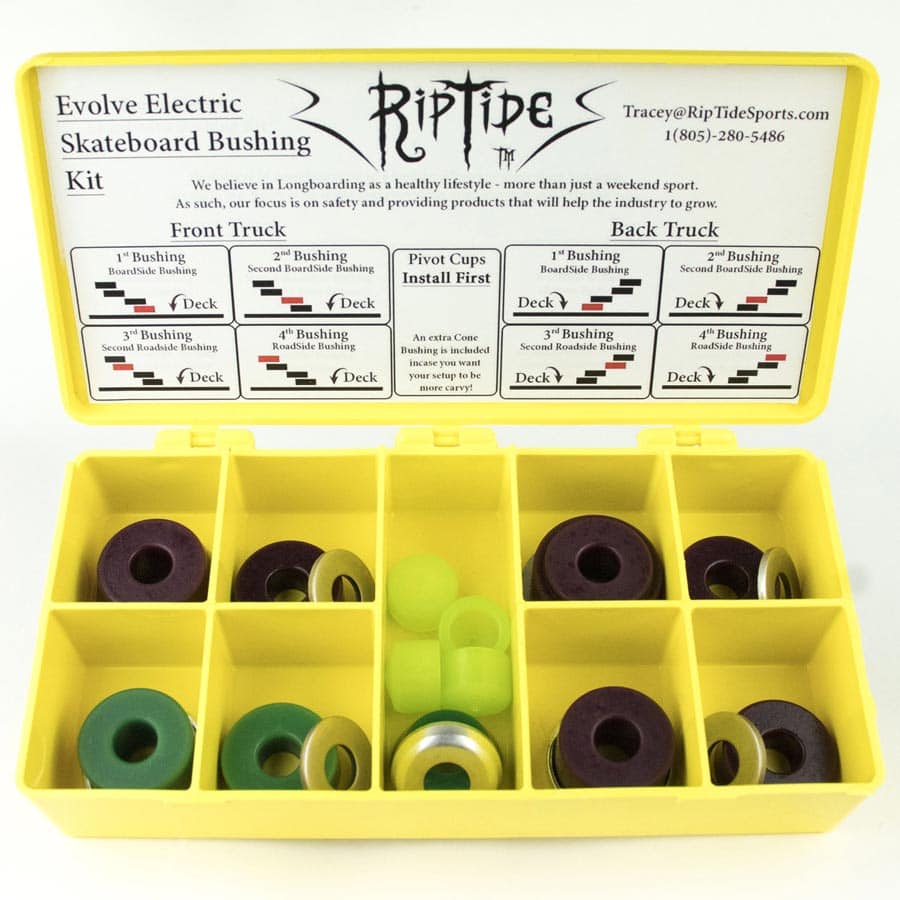 Evolve Electric
Skateboard Bushing
Kit
RIPTIDE
TM
Tracey@RipTideSports.com
1(805)-280-5486
We believe in Longboarding as a healthy lifestyle - more than just a weekend sport.
As such, our focus is on safety and providing products that will help the industry to grow.
Front Truck
1st Bushing
BoardSide Bushing
Deck
2nd Bushing
Second BoardSide Bushing
Deck
3rd Bushing
Second Roadside Bushing
Deck
4th Bushing
RoadSide Bushing
Deck
Pivot Cups
Install First
An extra Cone
Bushing is included
incase you want
your setup to be
more carvy!
Back Truck
1st Bushing
BoardSide Bushing
Deck
2nd Bushing
Second BoardSide Bushing
Deck
3rd Bushing
Second Roadside Bushing
Deck
4th Bushing
RoadSide Bushing
Deck